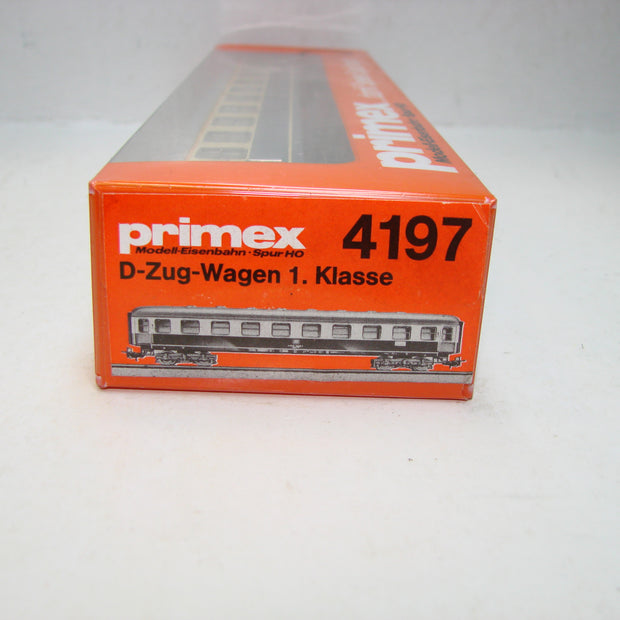 primex 4197
Modell-Eisenbahn · Spur HO
D-Zug-Wagen 1. Klasse
primex